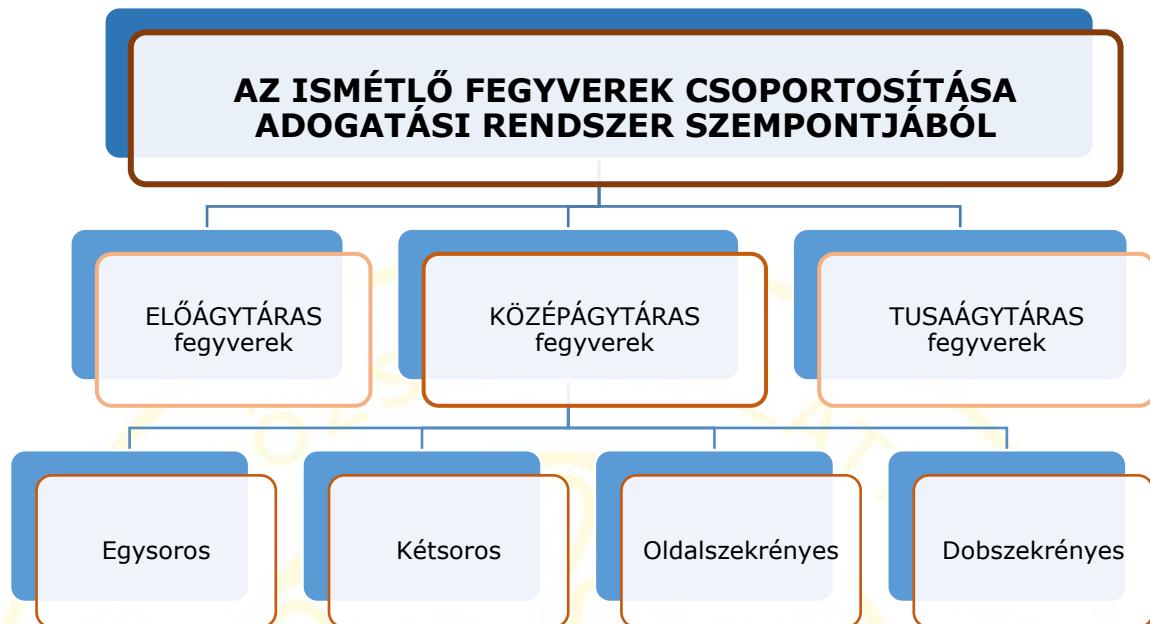 AZ ISMÉTLŐ FEGYVEREK CSOPORTOSÍTÁSA
ADOGATÁSI RENDSZER SZEMPONTJÁBÓL
ELŐÁGYTÁRAS
fegyverek
KÖZÉPÁGYTÁRAS
fegyverek
TUSAÁGYTÁRAS
fegyverek
Egysoros
Kétsoros
Oldalszekrényes
Dobszekrényes